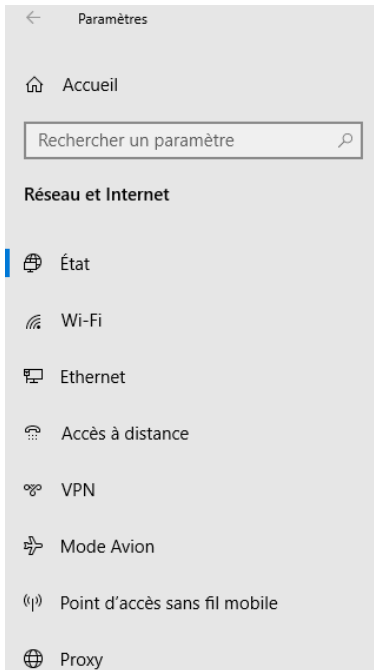 Paramètres
Accueil
Rechercher un paramètre
Réseau et Internet
État
Wi-Fi
Ethernet
Accès à distance
VPN
Mode Avion
Point d’accès sans fil mobile
Proxy